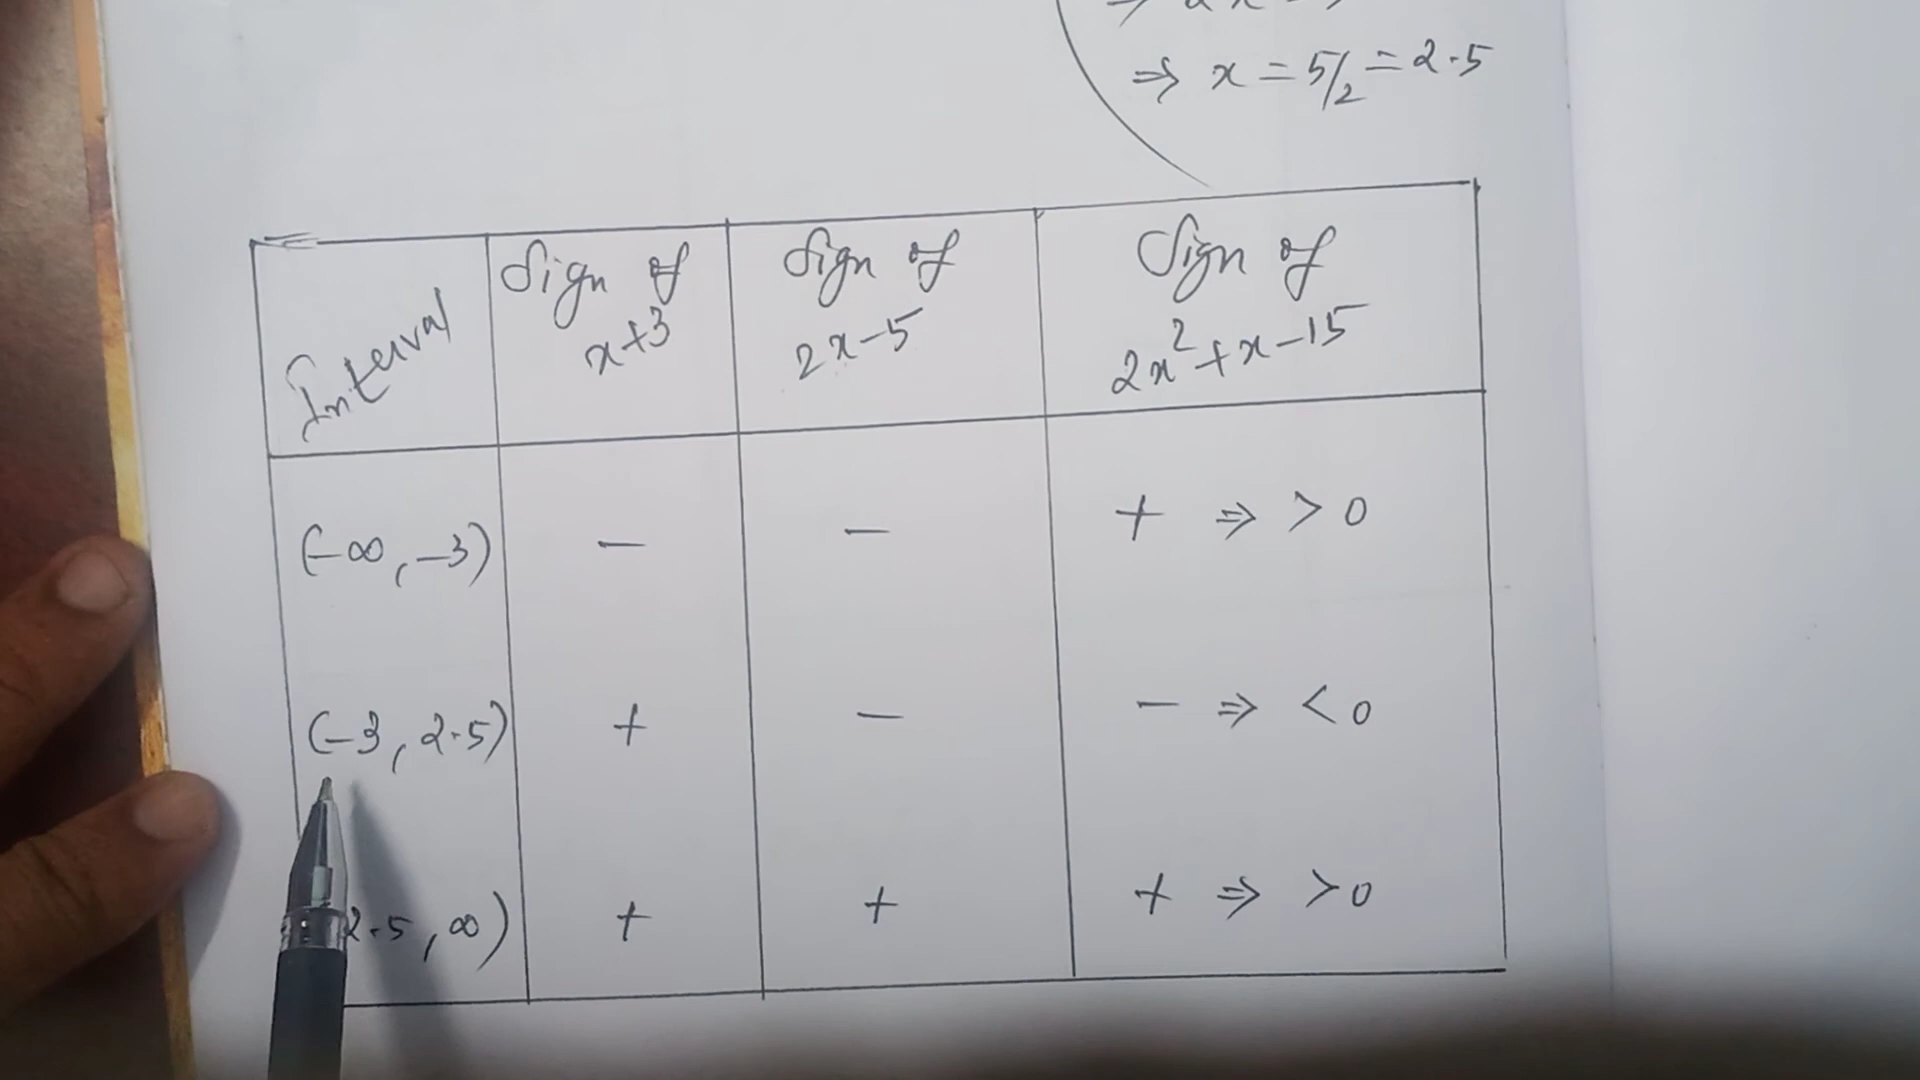 ⇒ x = 5/2 = 2.5
Interval
Sign of
x+3
Sign of
2x-5
Sign of
2x²+x-15
(-∞, -3)
-
-
+ ⇒ > 0
(-3, 2.5)
+
-
- ⇒ < 0
2.5, ∞)
+
+
+ ⇒ > 0